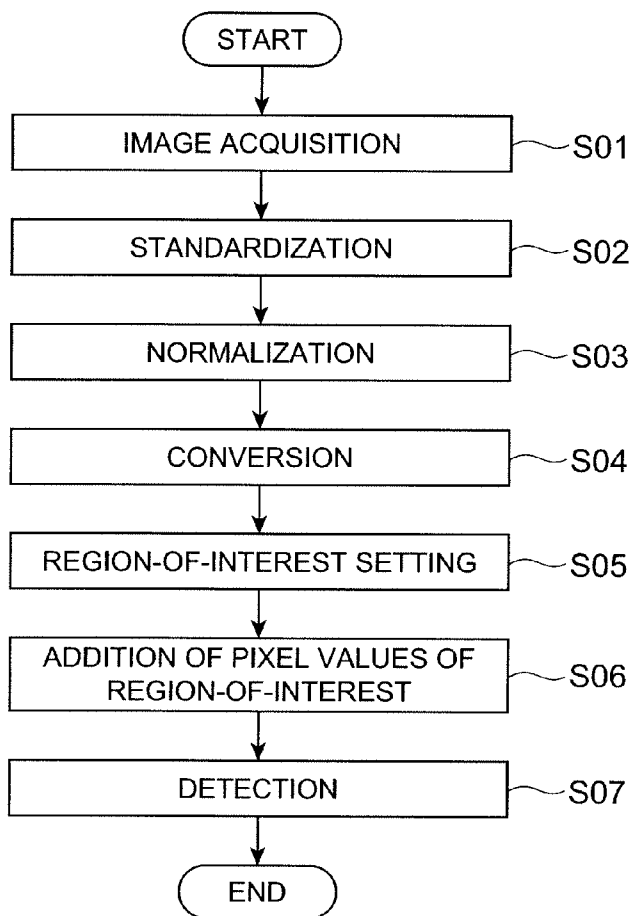 START
IMAGE ACQUISITION
S01
STANDARDIZATION
S02
NORMALIZATION
S03
CONVERSION
S04
REGION-OF-INTEREST SETTING
S05
ADDITION OF PIXEL VALUES OF
REGION-OF-INTEREST
S06
DETECTION
S07
END